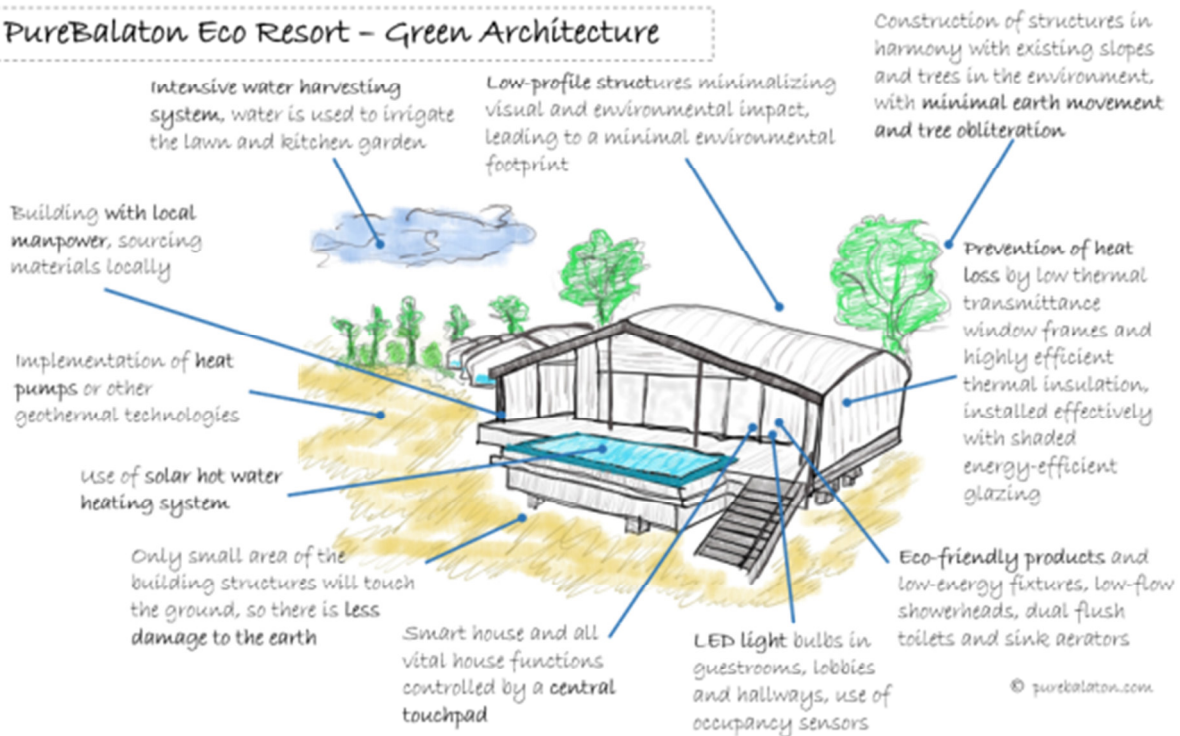 PureBalaton Eco Resort – Green Architecture
Intensive water harvesting
system, water is used to irrigate
the lawn and kitchen garden
Low-profile structures minimalizing
visual and environmental impact,
leading to a minimal environmental
footprint
Construction of structures in
harmony with existing slopes
and trees in the environment,
with minimal earth movement
and tree obliteration
Building with local
manpower, sourcing
materials locally
Prevention of heat
loss by low thermal
transmittance
window frames and
highly efficient
thermal insulation,
installed effectively
with shaded
energy-efficient
glazing
Implementation of heat
pumps or other
geothermal technologies
Use of solar hot water
heating system
Only small area of the
building structures will touch
the ground, so there is less
damage to the earth
Smart house and all
vital house functions
controlled by a central
touchpad
LED light bulbs in
guestrooms, lobbies
and hallways, use of
occupancy sensors
Eco-friendly products and
low-energy fixtures, low-flow
showerheads, dual flush
toilets and sink aerators
© purebalaton.com